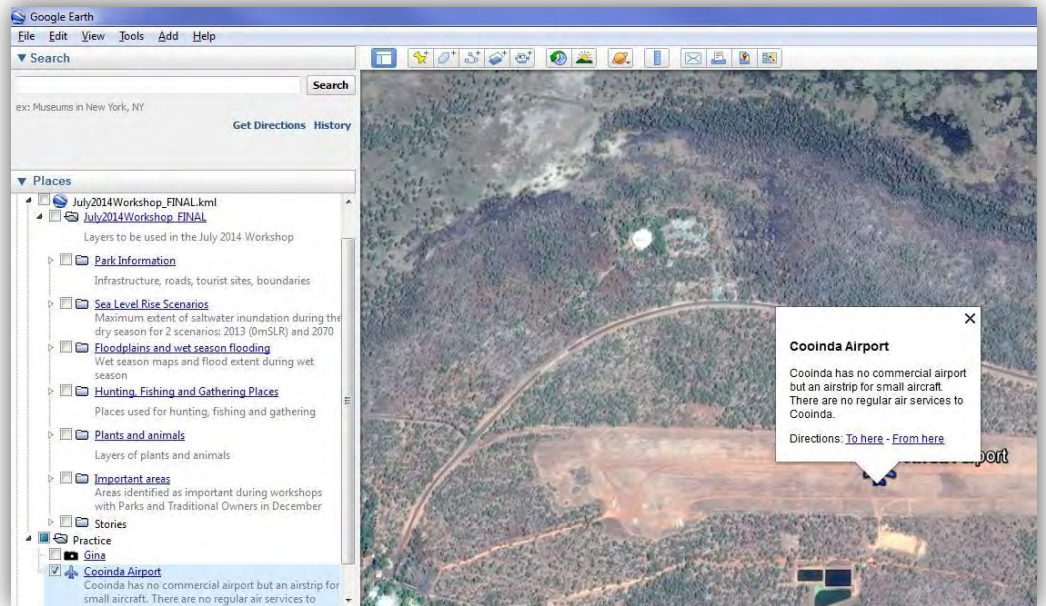 Google Earth
File Edit View Tools Add Help
Search
Search
ex: Museums in New York, NY
Get Directions History
Places
July2014Workshop_FINAL.kml
July2014Workshop_FINAL
Layers to be used in the July 2014 Workshop
Park Information
Infrastructure, roads, tourist sites, boundaries
Sea Level Rise Scenarios
Maximum extent of saltwater inundation during the
dry season for 2 scenarios: 2013 (0mSLR) and 2070
Floodplains and wet season flooding
Wet season maps and flood extent during wet
season
Hunting, Fishing and Gathering Places
Places used for hunting, fishing and gathering
Plants and animals
Layers of plants and animals
Important areas
Areas identified as important during workshops
with Parks and Traditional Owners in December
Stories
Practice
Gina
Cooinda Airport
Cooinda has no commercial airport but an airstrip for
small aircraft. There are no regular air services to
Cooinda Airport
Cooinda has no commercial airport
but an airstrip for small aircraft.
There are no regular air services to
Cooinda.
Directions: To here - From here